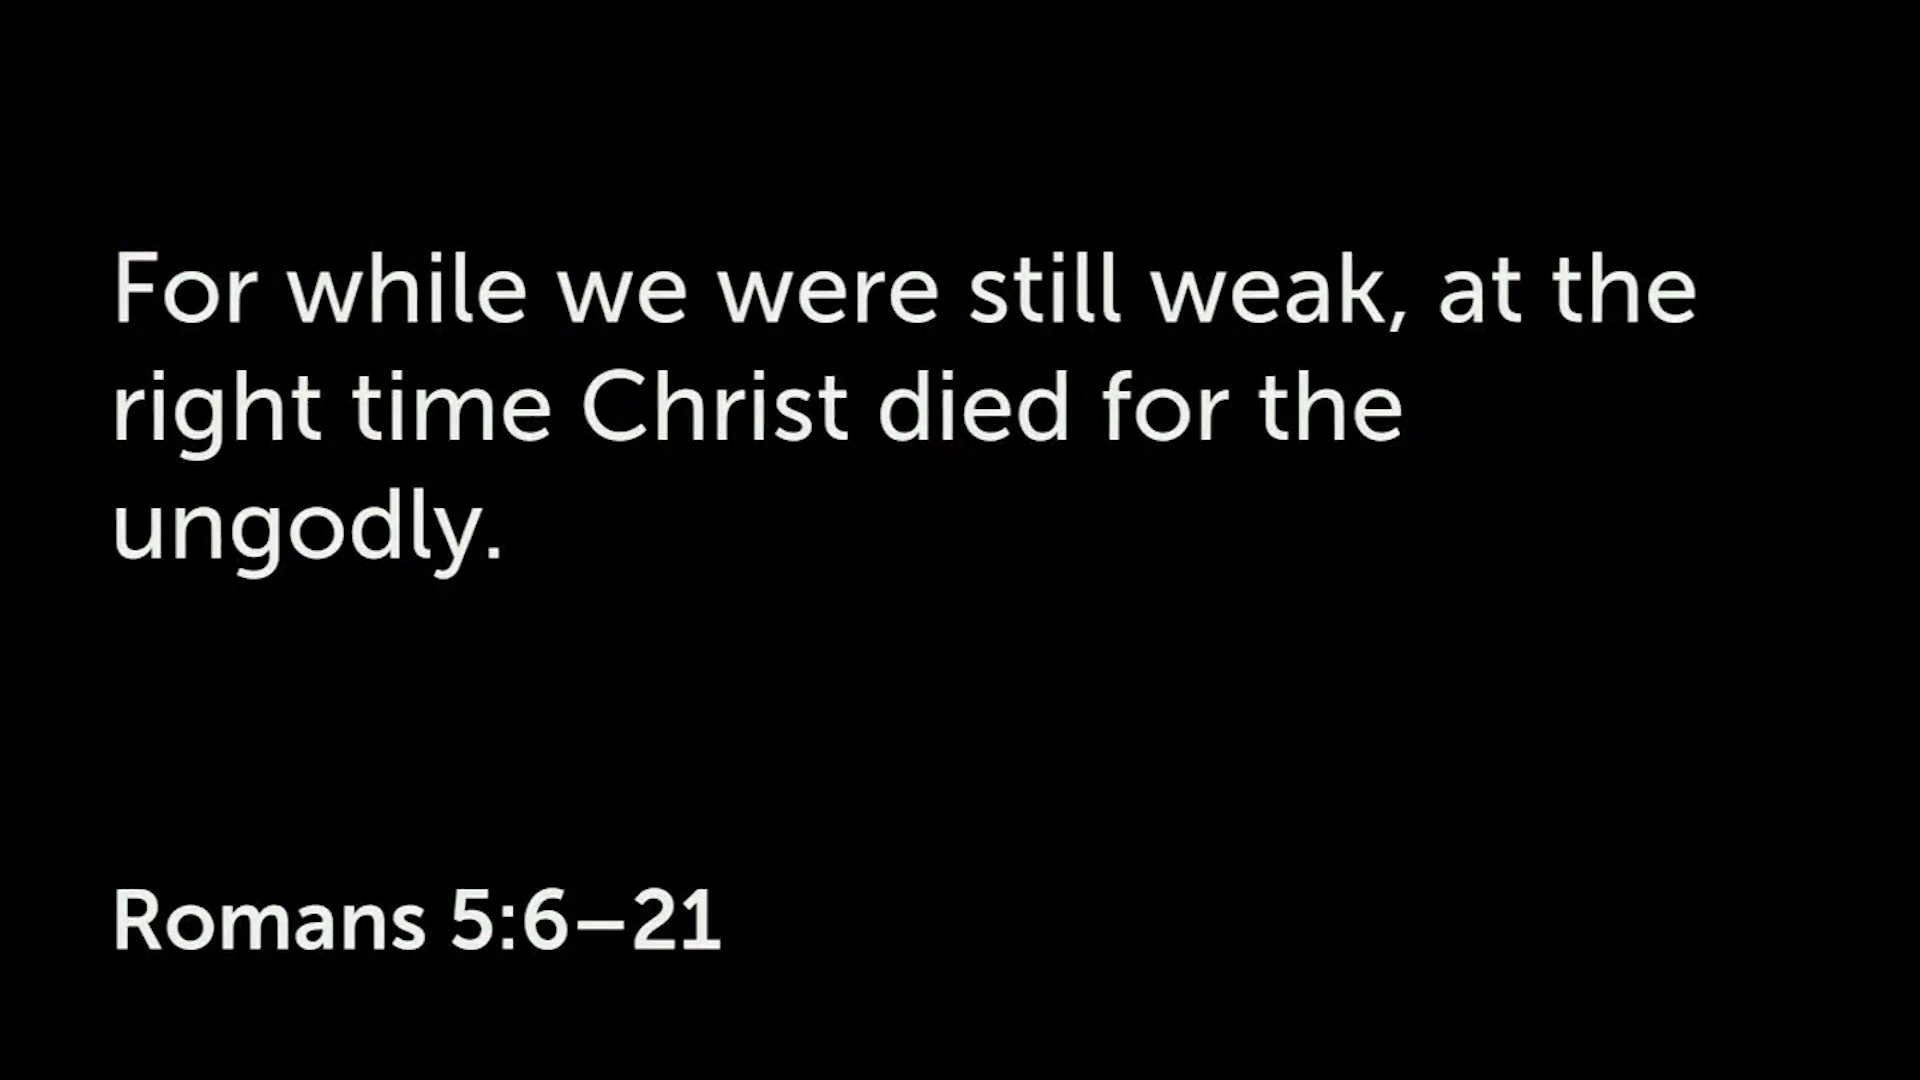 For while we were still weak, at the
right time Christ died for the
ungodly.
Romans 5:6–21